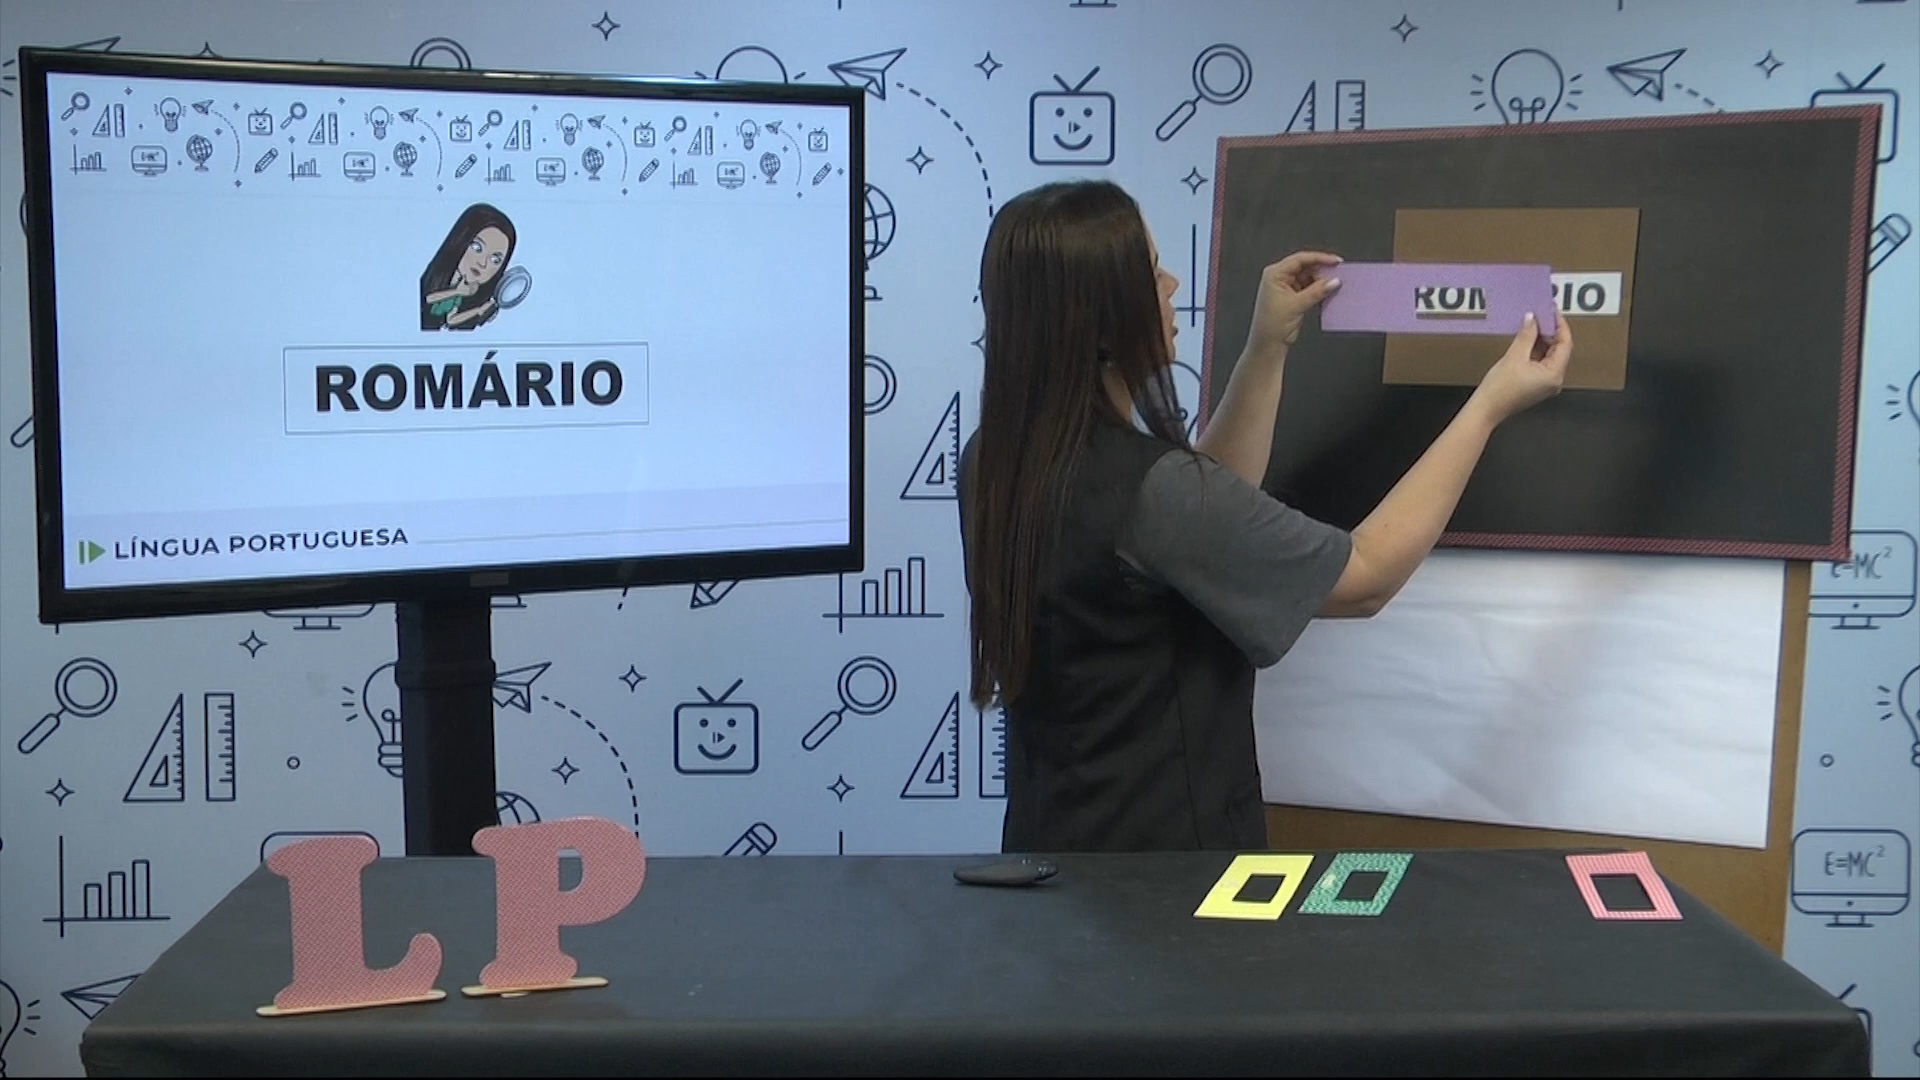 ROMÁRIO
LÍNGUA PORTUGUESA
ROM RIO
LP
E=MC²
E=MC²